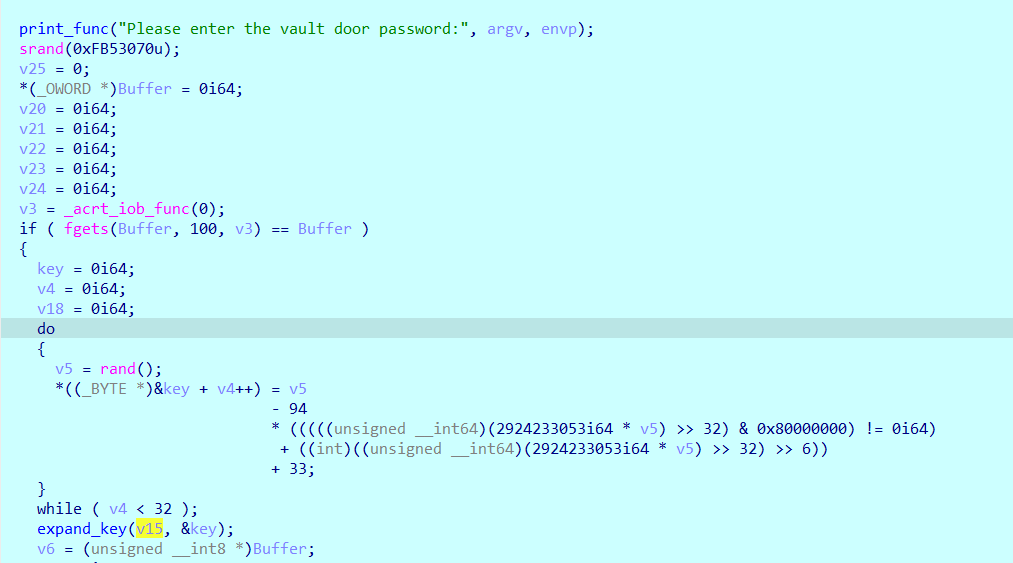 print_func("Please enter the vault door password:", argv, envp);
srand(0xFB53070u);
v25 = 0;
*(_OWORD *)Buffer = 0i64;
v20 = 0i64;
v21 = 0i64;
v22 = 0i64;
v23 = 0i64;
v24 = 0i64;
v3 = _acrt_iob_func(0);
if ( fgets(Buffer, 100, v3) == Buffer )
{
key = 0i64;
v4 = 0i64;
v18 = 0i64;
do
{
v5 = rand();
*((_BYTE *)&key + v4++) = v5
- 94
* (((((unsigned __int64)(2924233053i64 * v5) >> 32) & 0x80000000) != 0i64)
+ ((int)((unsigned __int64)(2924233053i64 * v5) >> 32) >> 6))
+ 33;
}
while ( v4 < 32 );
expand_key(v15, &key);
v6 = (unsigned __int8 *)Buffer;